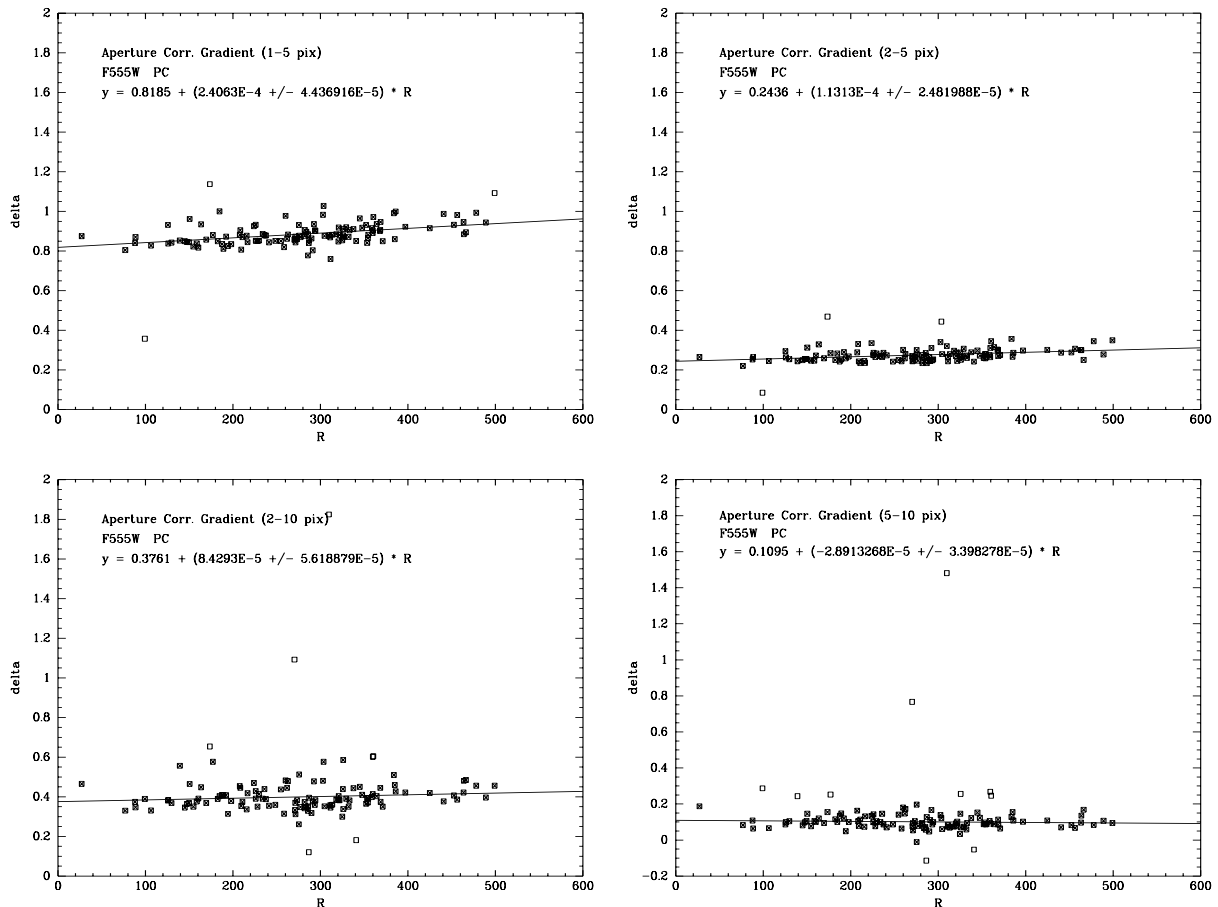 2
1.8
1.6
1.4
1.2
1
0.8
0.6
0.4
0.2
0
delta
Aperture Corr. Gradient (1-5 pix)
F555W PC
y = 0.8185 + (2.4063E-4 +/- 4.436916E-5) * R
0 100 200 300 400 500 600
R
2
1.8
1.6
1.4
1.2
1
0.8
0.6
0.4
0.2
0
delta
Aperture Corr. Gradient (2-5 pix)
F555W PC
y = 0.2436 + (1.1313E-4 +/- 2.481988E-5) * R
0 100 200 300 400 500 600
R
2
1.8
1.6
1.4
1.2
1
0.8
0.6
0.4
0.2
0
delta
Aperture Corr. Gradient (2-10 pix)
F555W PC
y = 0.3761 + (8.4293E-5 +/- 5.618879E-5) * R
0 100 200 300 400 500 600
R
2
1.8
1.6
1.4
1.2
1
0.8
0.6
0.4
0.2
0
-0.2
delta
Aperture Corr. Gradient (5-10 pix)
F555W PC
y = 0.1095 + (-2.8913268E-5 +/- 3.398278E-5) * R
0 100 200 300 400 500 600
R